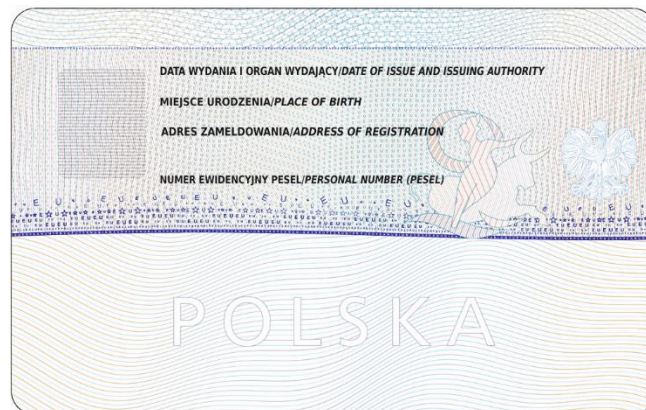 DATA WYDANIA I ORGAN WYDAJĄCY/DATE OF ISSUE AND ISSUING AUTHORITY
MIEJSCE URODZENIA/PLACE OF BIRTH
ADRES ZAMELDOWANIA/ADDRESS OF REGISTRATION
NUMER EWIDENCYJNY PESEL/PERSONAL NUMBER (PESEL)
POLSKA